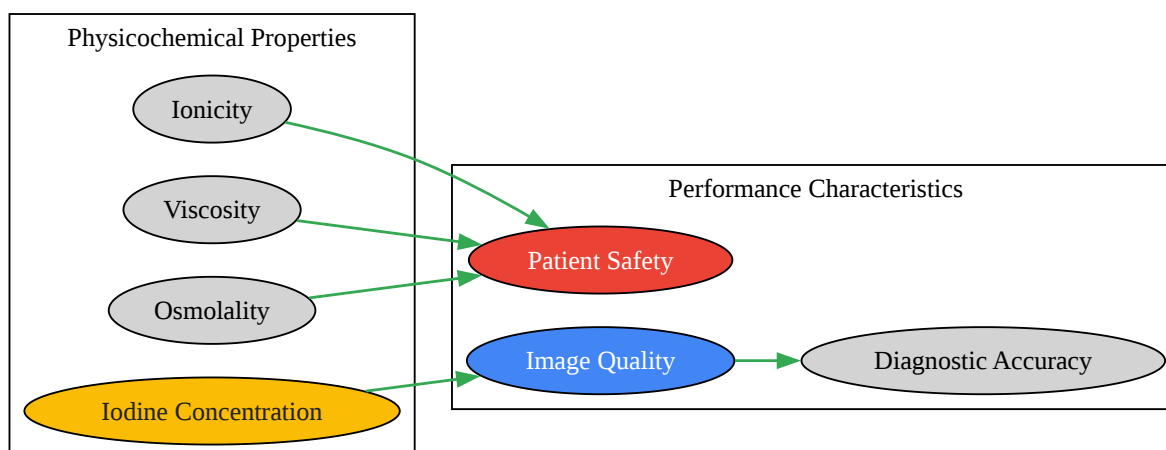 Physicochemical Properties
Ionicity
Viscosity
Osmolality
Iodine Concentration
Performance Characteristics
Patient Safety
Image Quality
Diagnostic Accuracy